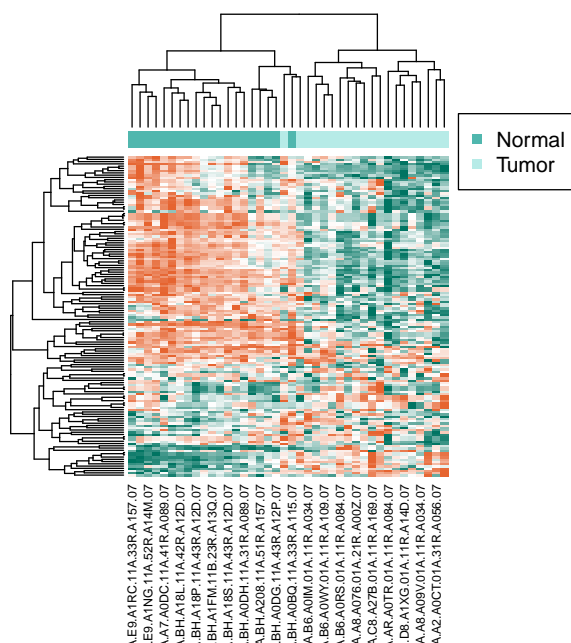 Normal
Tumor
.E9.A1RC.11A.33R.A157.07
.E9.A1NG.11A.52R.A14M.07
.A7.A0DC.11A.41R.A089.07
.BH.A18L.11A.42R.A12D.07
.BH.A18P.11A.43R.A12D.07
.BH.A1FM.11B.23R.A13Q.07
.BH.A18S.11A.43R.A12D.07
.BH.A0DH.11A.31R.A089.07
.BH.A208.11A.51R.A157.07
.BH.A0DG.11A.43R.A12P.07
.BH.A0BQ.11A.33R.A115.07
.B6.A0IM.01A.11R.A034.07
.B6.A0WY.01A.11R.A109.07
.B6.A0RS.01A.11R.A084.07
A.A8.A076.01A.21R.A00Z.07
A.C8.A27B.01A.11R.A169.07
.AR.A0TR.01A.11R.A084.07
.D8.A1XG.01A.11R.A14D.07
.A8.A09V.01A.11R.A034.07
A.A2.A0CT.01A.31R.A056.07